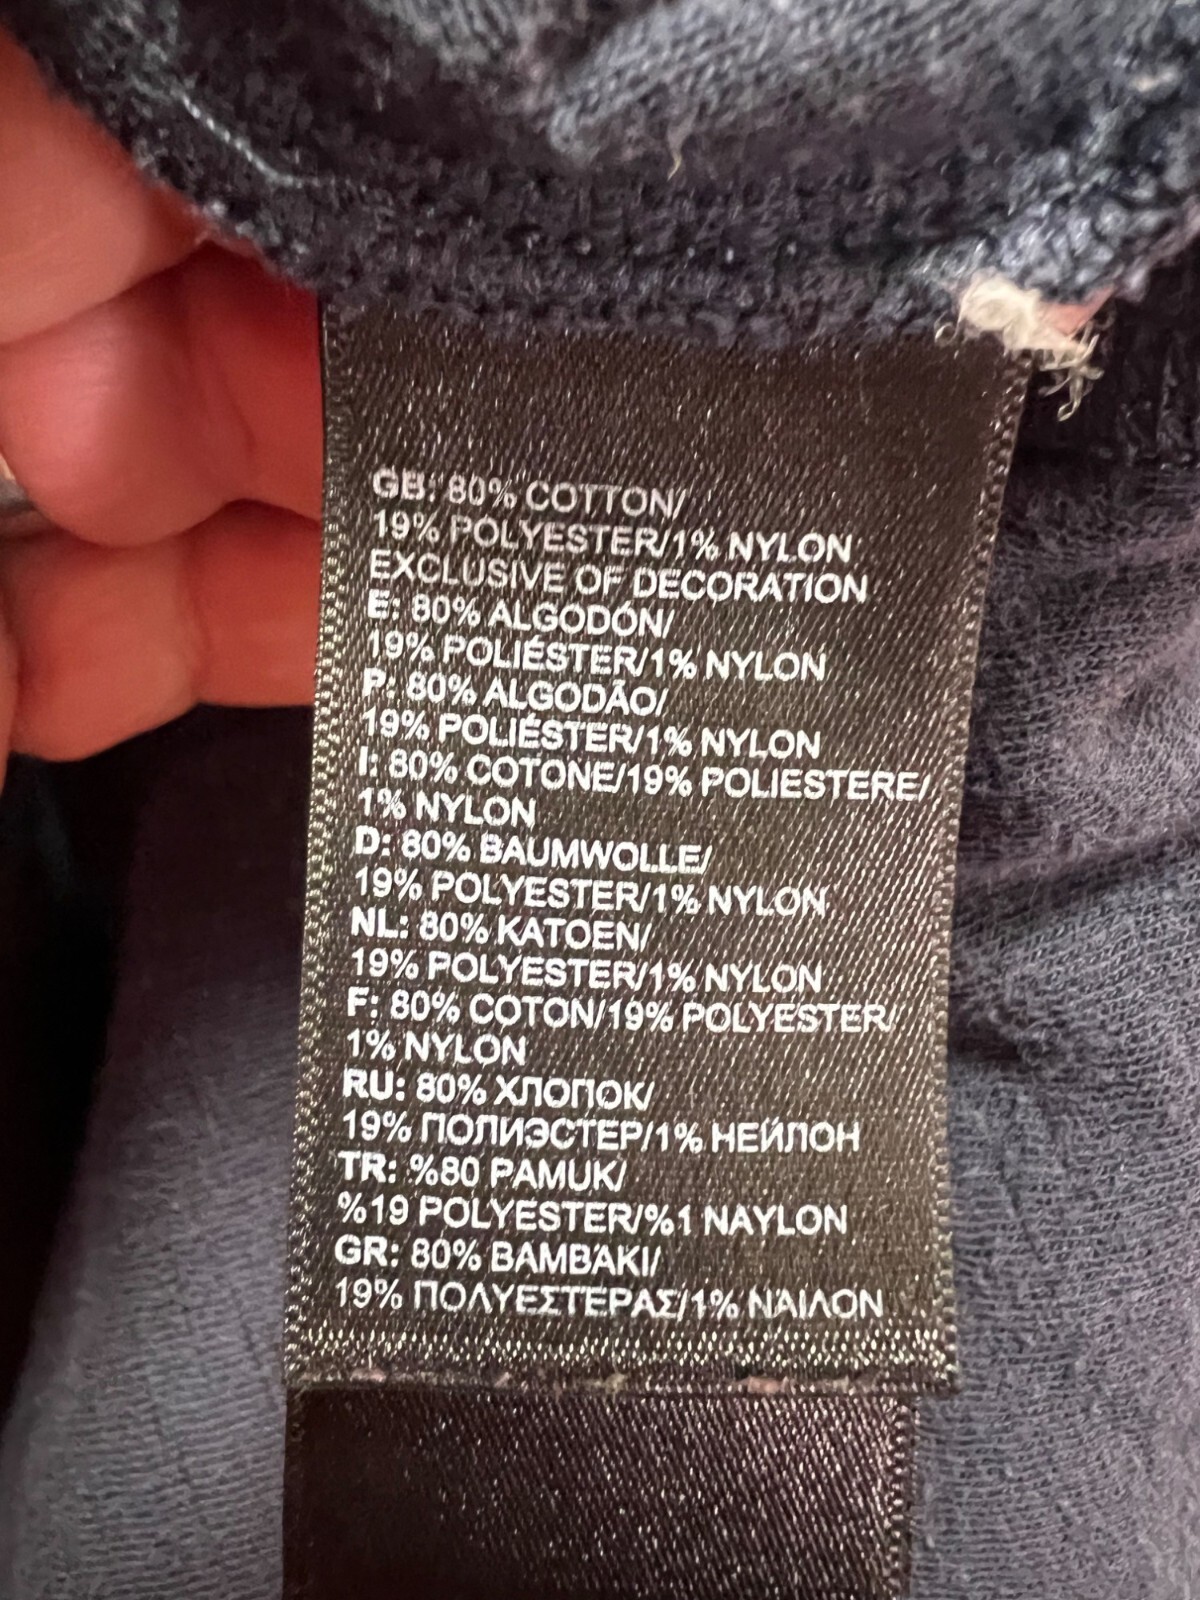 GB: 80% COTTON/
19% POLYESTER/1% NYLON
EXCLUSIVE OF DECORATION
E: 80% ALGODÓN/
19% POLIÉSTER/1% NYLON
P: 80% ALGODÃO/
19% POLIÉSTER/1% NYLON
I: 80% COTONE/19% POLIESTERE/
1% NYLON
D: 80% BAUMWOLLE/
19% POLYESTER/1% NYLON
NL: 80% KATOEN/
19% POLYESTER/1% NYLON
F: 80% COTON/19% POLYESTER/
1% NYLON
RU: 80% ХЛОПОК/
19% ПОЛИЭСТЕР/1% НЕЙЛОН
TR: %80 PAMUK/
%19 POLYESTER/%1 NAYLON
GR: 80% ΒΑΜΒΆΚΙ/
19% ΠΟΛΥΕΣΤΕΡΑΣ/1% ΝΑΙΛΟΝ